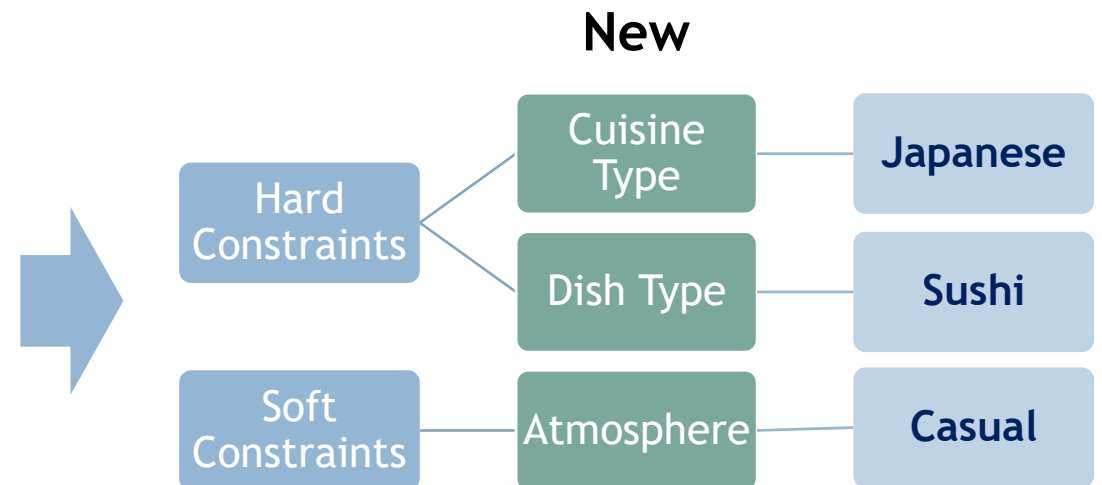 New
Hard
Constraints
Cuisine
Type
Japanese
Dish Type
Sushi
Soft
Constraints
Atmosphere
Casual